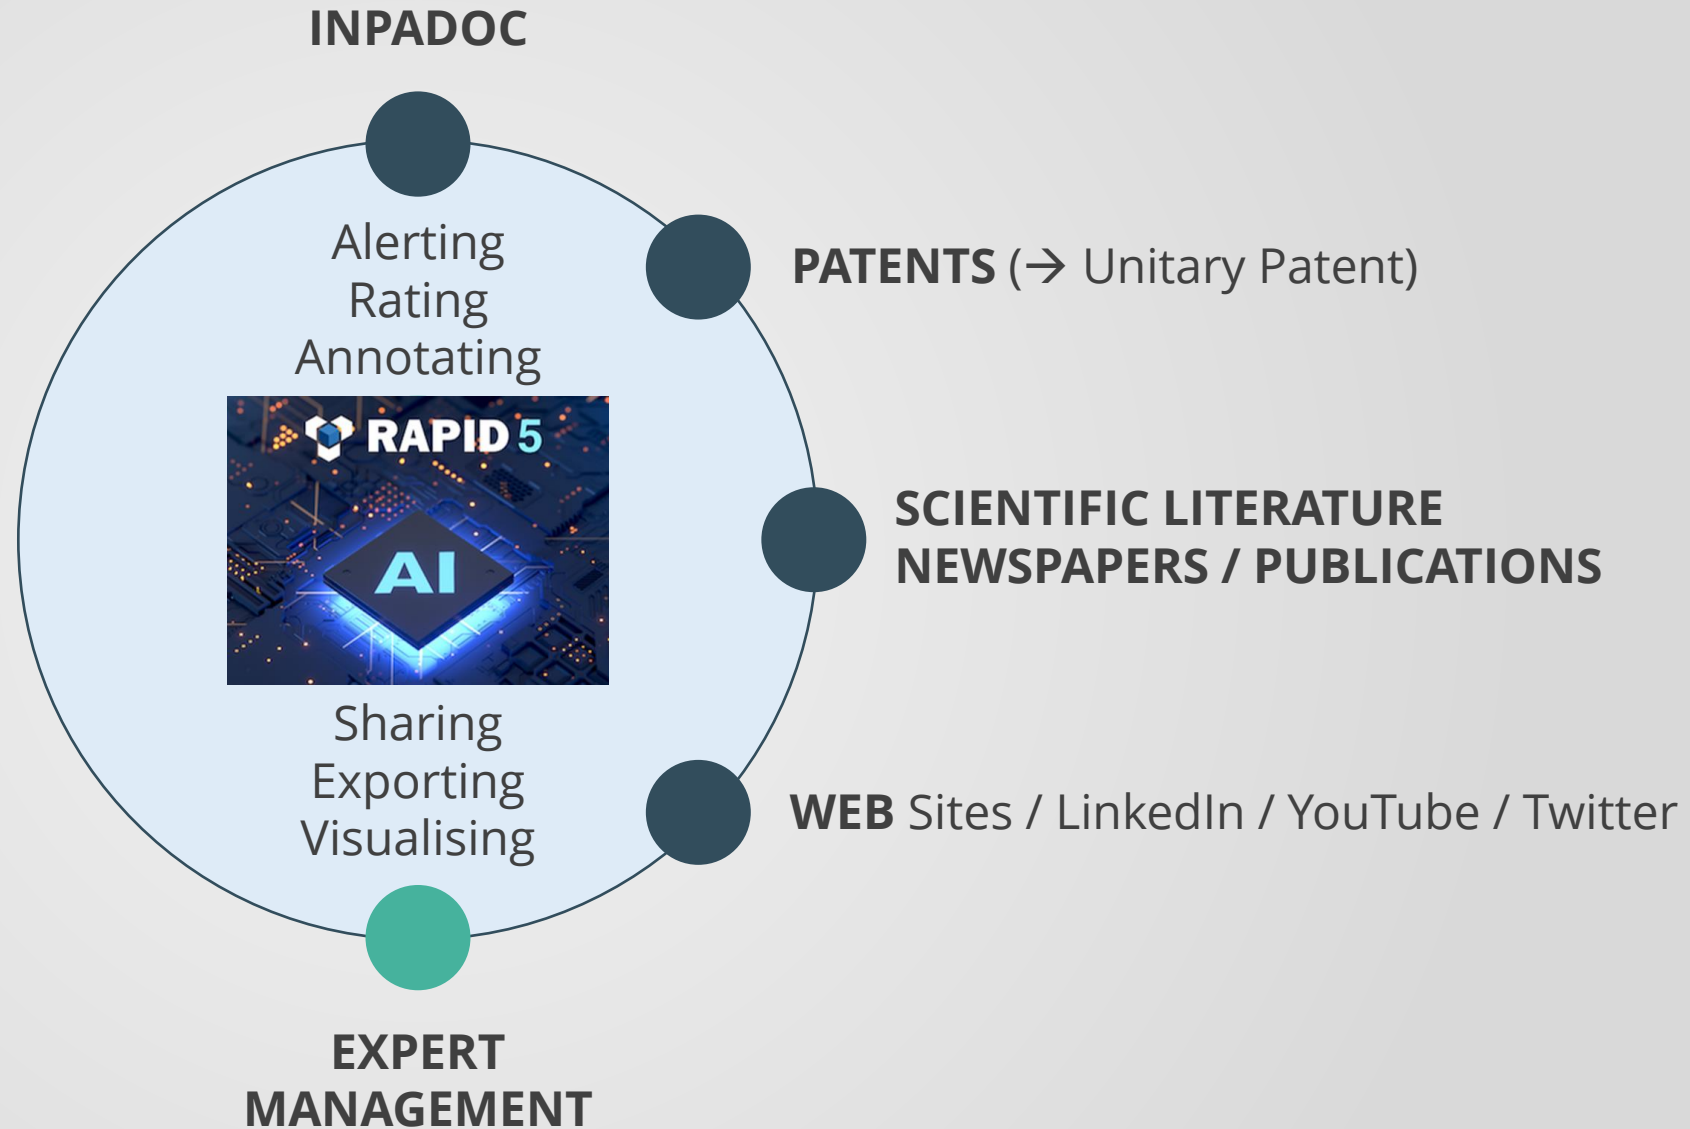 INPADOC
Alerting
Rating
Annotating
PATENTS (→ Unitary Patent)
RAPID 5
AI
SCIENTIFIC LITERATURE
NEWSPAPERS / PUBLICATIONS
Sharing
Exporting
Visualising
WEB Sites / LinkedIn / YouTube / Twitter
EXPERT
MANAGEMENT